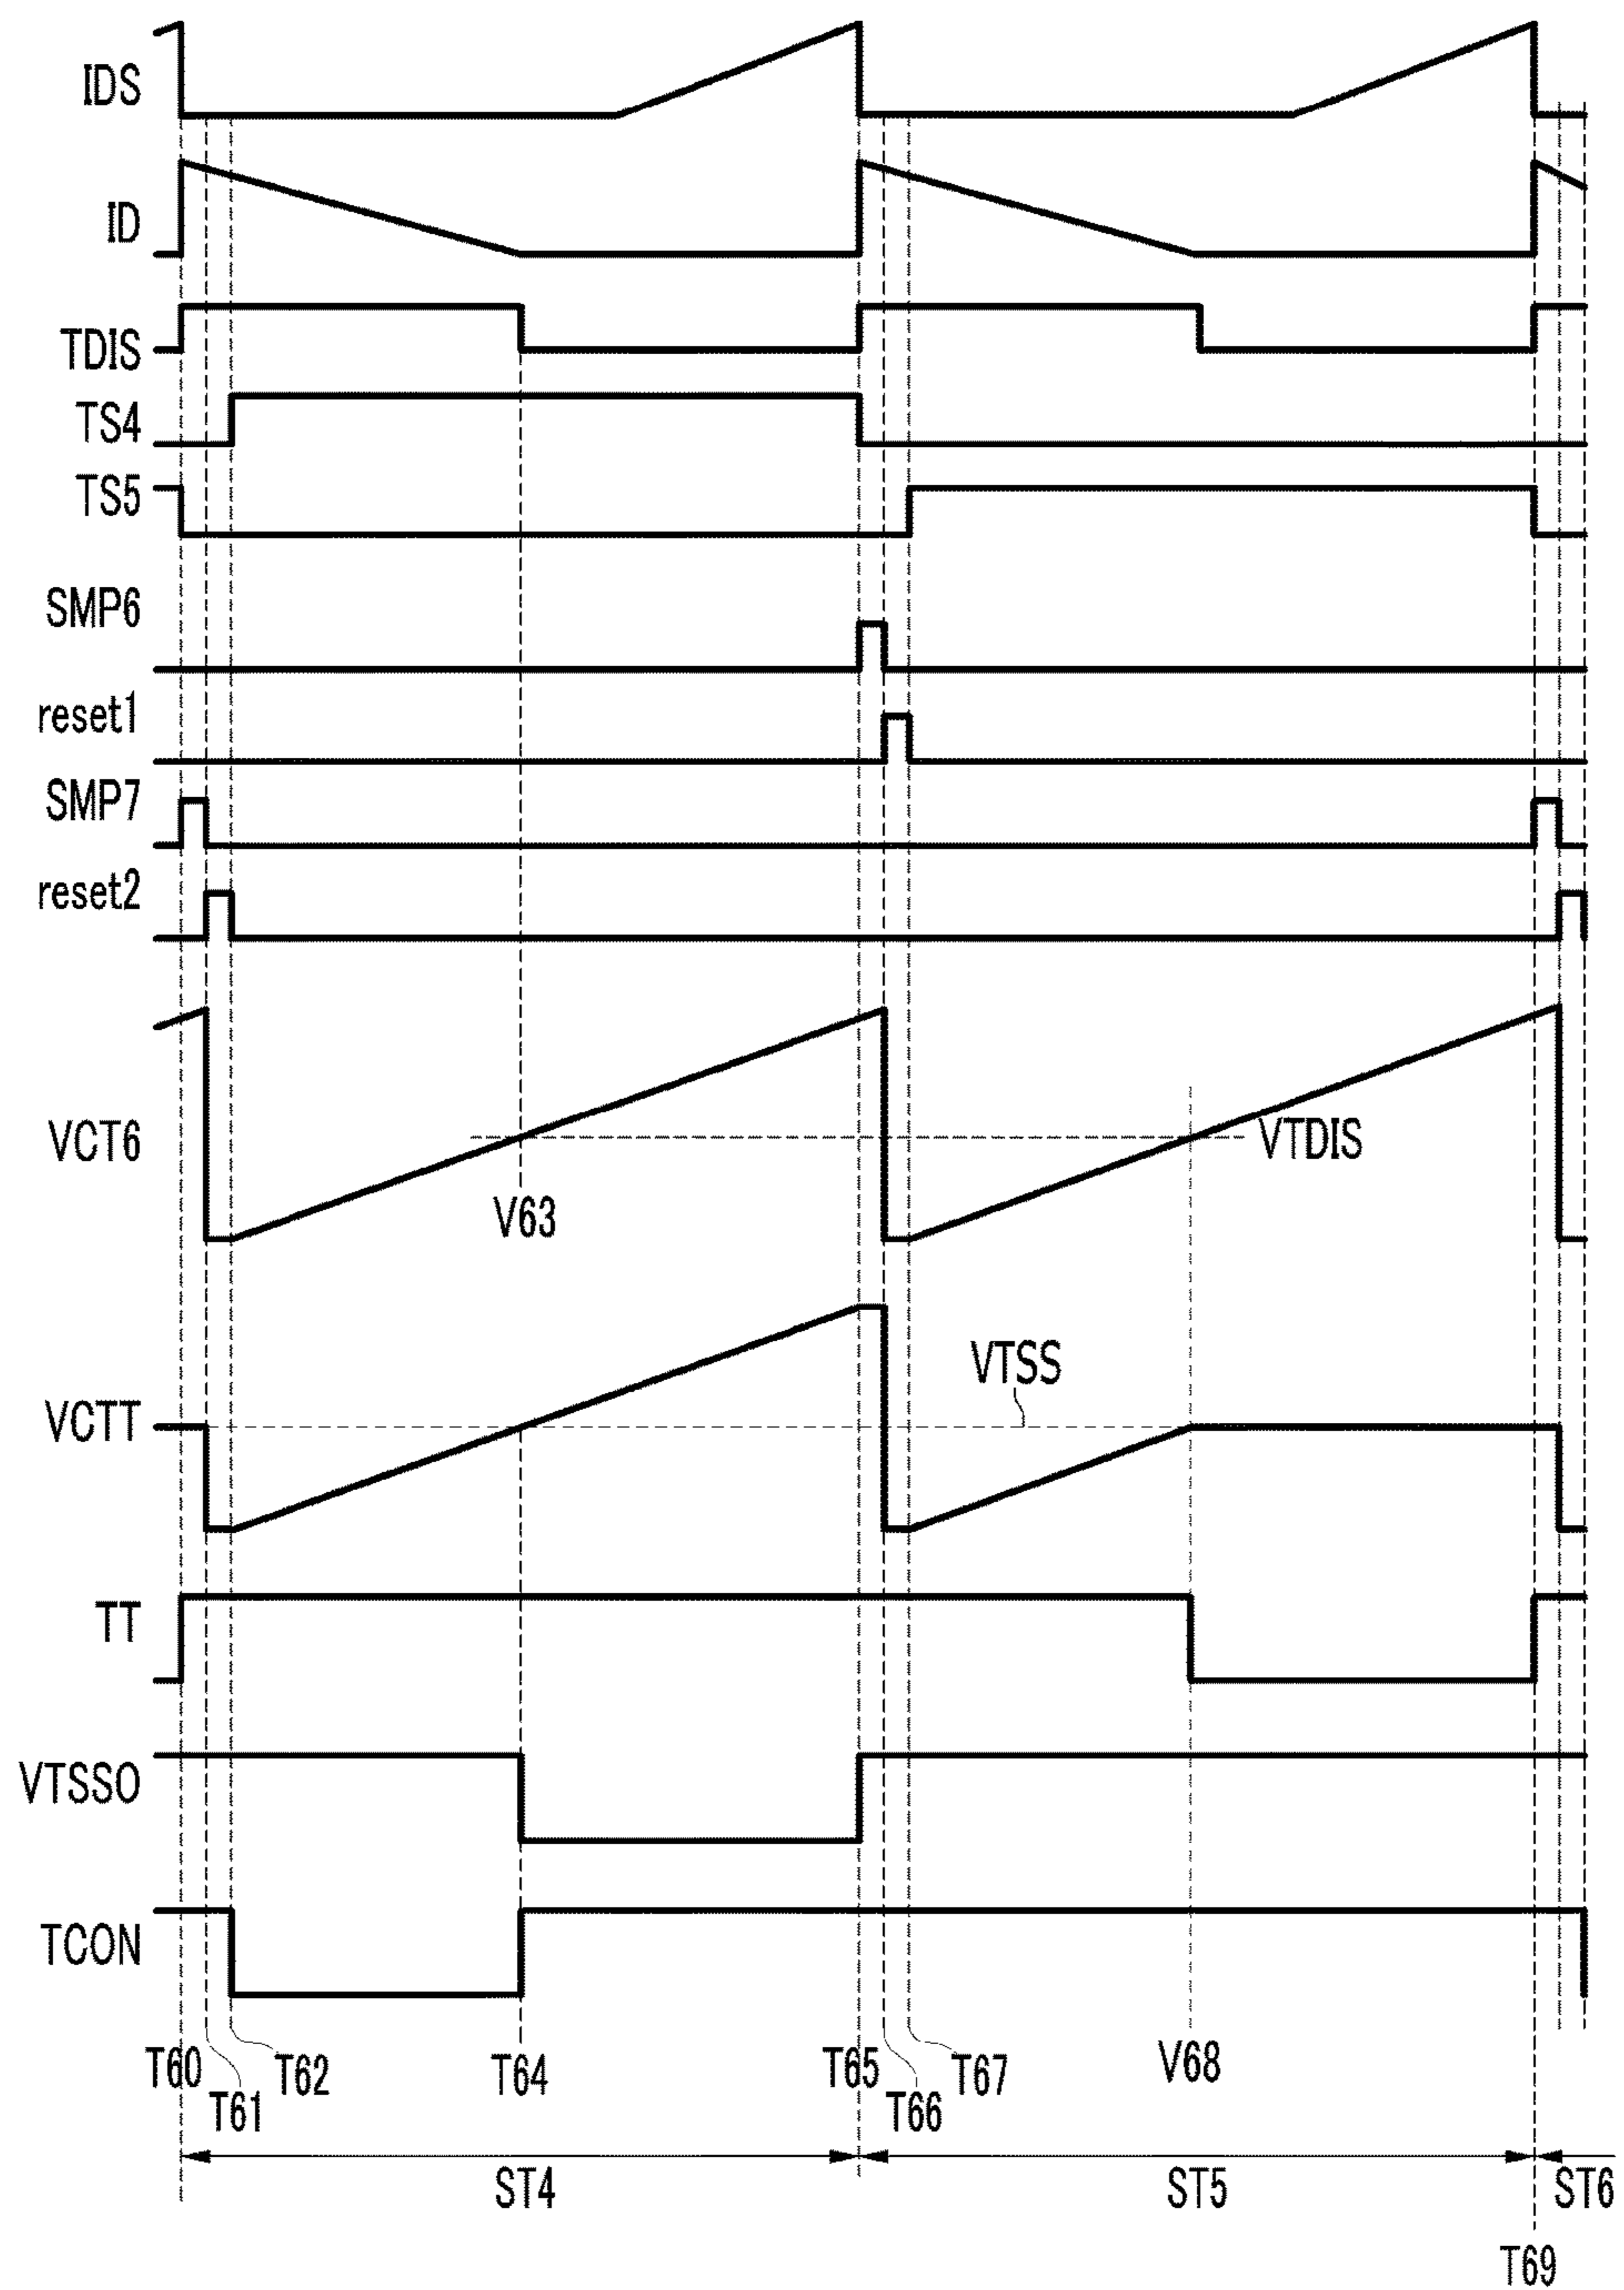 IDS
ID
TDIS
TS4
TS5
SMP6
reset1
SMP7
reset2
VCT6
VTDIS
V63
VTSS
VCTT
TT
VTSSO
TCON
T60 T62 T64 T65 T67 V68
T61 T66
ST4 ST5 ST6
T69